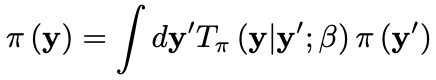 π (𝐲) = ∫ d𝐲′T_π (𝐲|𝐲′; β) π (𝐲′)